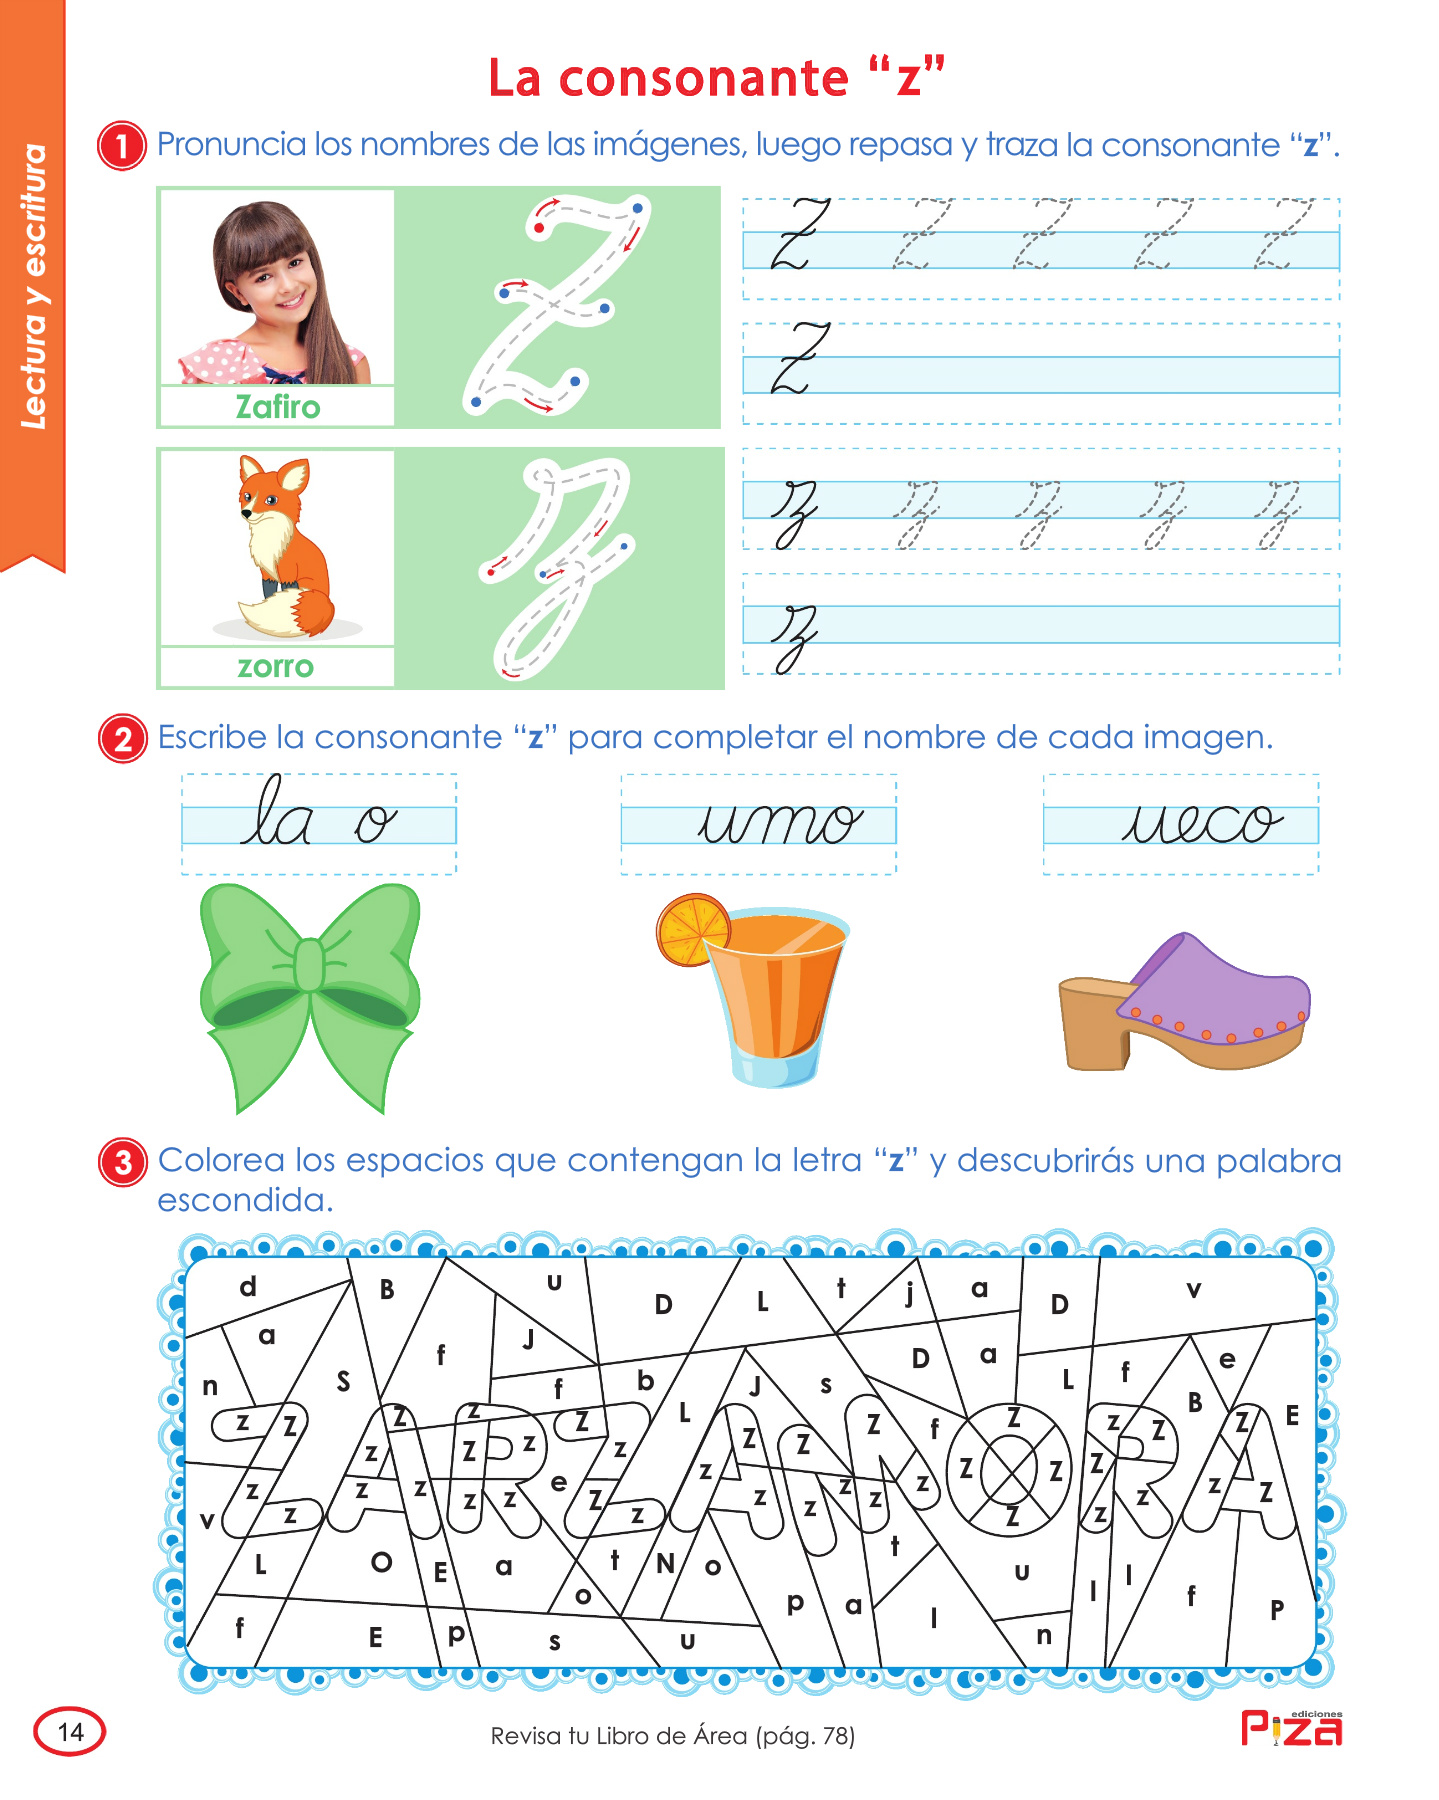 Lectura y escritura
La consonante “z”
1 Pronuncia los nombres de las imágenes, luego repasa y traza la consonante “z”.
Z Z Z Z Z
Zafiro
Z
z z z z z
zorro
z
2 Escribe la consonante “z” para completar el nombre de cada imagen.
la o umo ueco
3 Colorea los espacios que contengan la letra “z” y descubrirás una palabra
escondida.
d B u D L t j a D v
a f J D a L f e
n S f b J s B E
z z z z z L z z z f z z z z
z z z z z z z z z z
z z z z z e z z z z z z z z z z
v z z z z z z z
L O E a t N o t u l l
o p a l f P
f E p s u n
14
Revisa tu Libro de Área (pág. 78)
ediciones
Piza